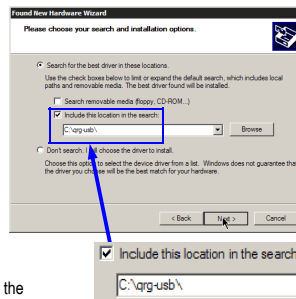 Found New Hardware Wizard
Please choose your search and installation options.
Search for the best driver in these locations.
Use the check boxes below to limit or expand the default search, which includes local
paths and removable media. The best driver found will be installed.
Search removable media (floppy, CD-ROM...)
Include this location in the search:
C:\qrg-usb\
Browse
Don't search. I will choose the driver to install.
Choose this option to select the device driver from a list. Windows does not guarantee that
the driver you choose will be the best match for your hardware.
< Back
Next >
Cancel
Include this location in the search
C:\qrg-usb\
the